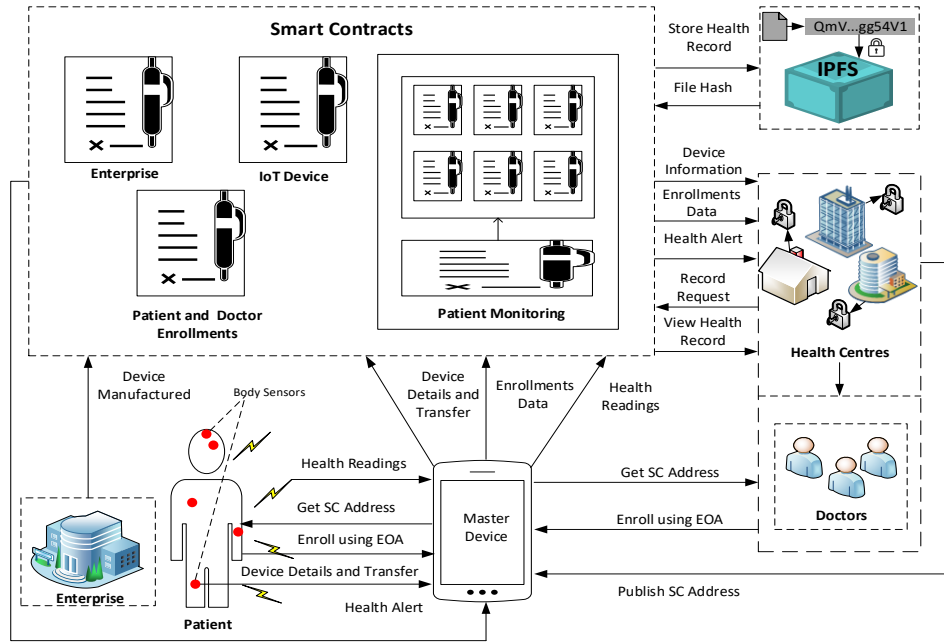 Smart Contracts
Enterprise
IoT Device
Patient and Doctor
Enrollments
Patient Monitoring
Store Health
Record
File Hash
QmV...gg54V1
IPFS
Device
Information
Enrollments
Data
Health Alert
Record
Request
View Health
Record
Health Centres
Device
Manufactured
Body Sensors
Device
Details and
Transfer
Enrollments
Data
Health
Readings
Health Readings
Get SC Address
Enroll using EOA
Device Details and Transfer
Health Alert
Master
Device
Get SC Address
Enroll using EOA
Publish SC Address
Doctors
Enterprise
Patient